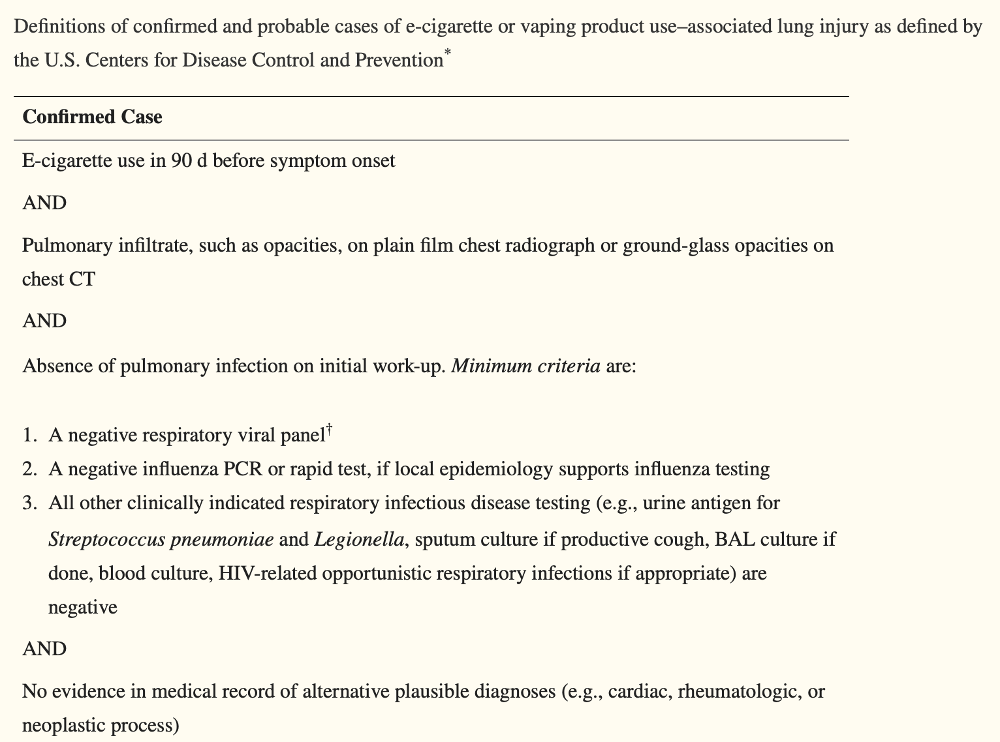 Definitions of confirmed and probable cases of e-cigarette or vaping product use–associated lung injury as defined by
the U.S. Centers for Disease Control and Prevention*
Confirmed Case
E-cigarette use in 90 d before symptom onset
AND
Pulmonary infiltrate, such as opacities, on plain film chest radiograph or ground-glass opacities on
chest CT
AND
Absence of pulmonary infection on initial work-up. Minimum criteria are:
1. A negative respiratory viral panel†
2. A negative influenza PCR or rapid test, if local epidemiology supports influenza testing
3. All other clinically indicated respiratory infectious disease testing (e.g., urine antigen for
Streptococcus pneumoniae and Legionella, sputum culture if productive cough, BAL culture if
done, blood culture, HIV-related opportunistic respiratory infections if appropriate) are
negative
AND
No evidence in medical record of alternative plausible diagnoses (e.g., cardiac, rheumatologic, or
neoplastic process)